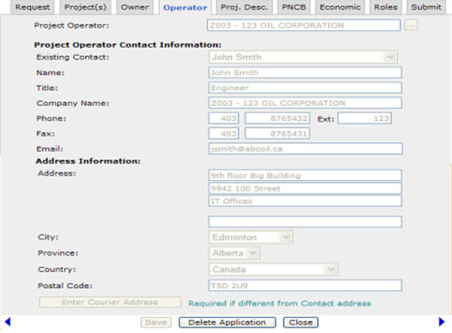 Request Project(s) Owner Operator Proj. Desc. PNCB Economic Roles Submit
Project Operator: Z003 - 123 OIL CORPORATION ...
Project Operator Contact Information:
Existing Contact: John Smith
Name: John Smith
Title: Engineer
Company Name: Z003 - 123 OIL CORPORATION
Phone: 403 8765432 Ext: 123
Fax: 403 8765431
Email: jsmith@abcoil.ca
Address Information:
Address: 9th floor Big Building
9942 100 Street
IT Offices
City: Edmonton
Province: Alberta
Country: Canada
Postal Code: T5D 2U9
Enter Courier Address Required if different from Contact address
Save Delete Application Close